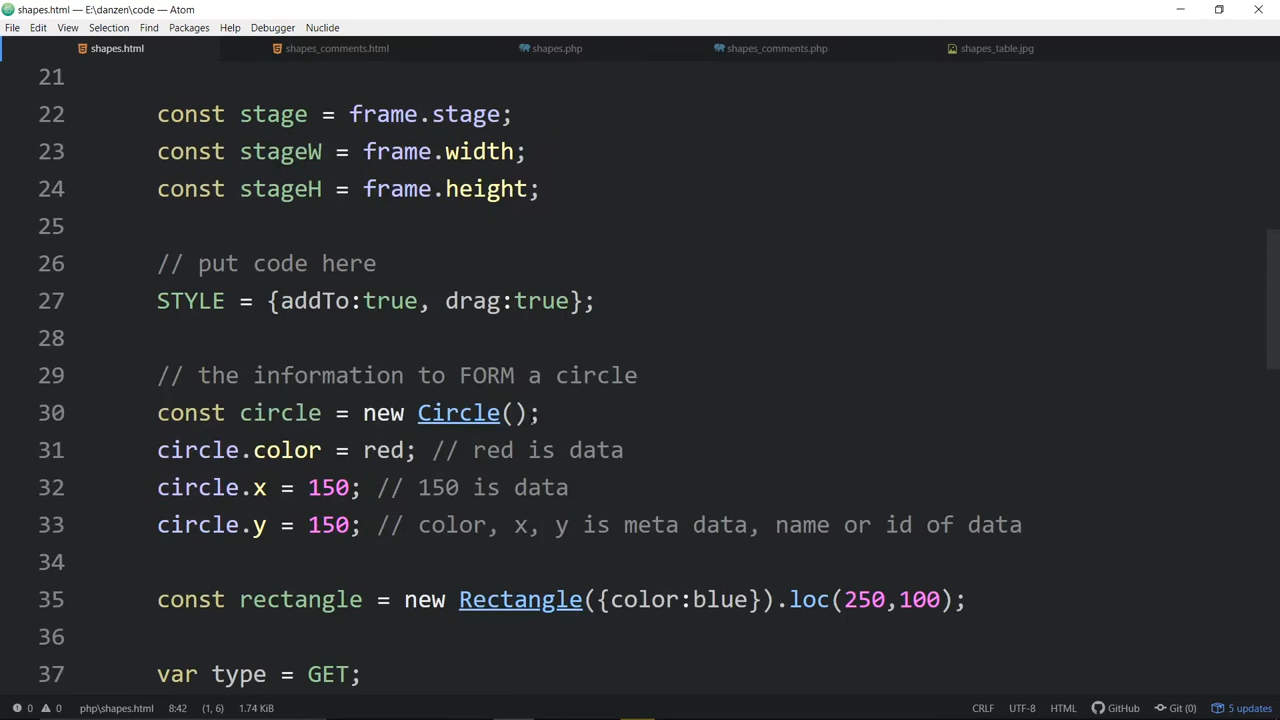 shapes.html — E:\danzen\code — Atom
File Edit View Selection Find Packages Help Debugger Nuclide
shapes.html shapes_comments.html shapes.php shapes_comments.php shapes_table.jpg
21
22 const stage = frame.stage;
23 const stageW = frame.width;
24 const stageH = frame.height;
25
26 // put code here
27 STYLE = {addTo:true, drag:true};
28
29 // the information to FORM a circle
30 const circle = new Circle();
31 circle.color = red; // red is data
32 circle.x = 150; // 150 is data
33 circle.y = 150; // color, x, y is meta data, name or id of data
34
35 const rectangle = new Rectangle({color:blue}).loc(250,100);
36
37 var type = GET;
0 0 php\shapes.html 8:42 (1, 6) 1.74 KiB CRLF UTF-8 HTML GitHub Git (0) 5 updates